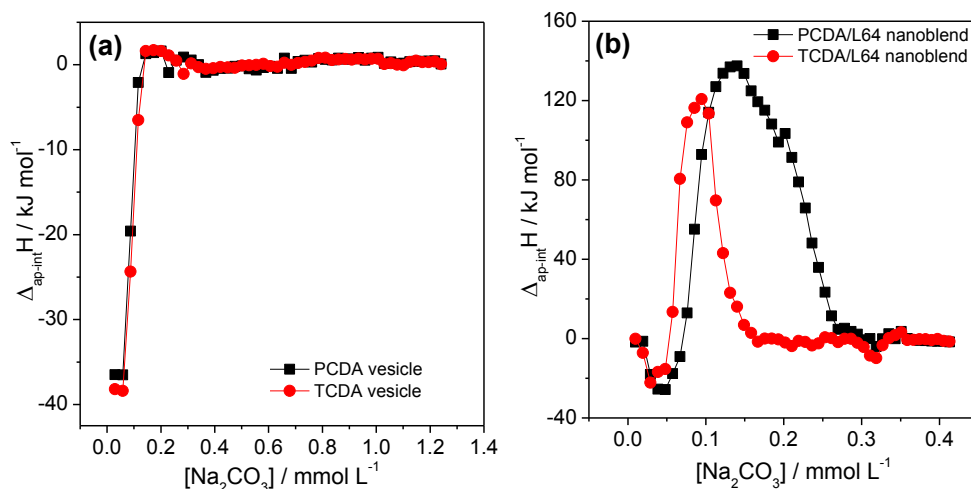 (a)
Δap-intH / kJ mol⁻¹
0
-10
-20
-30
-40
0.0 0.2 0.4 0.6 0.8 1.0 1.2 1.4
[Na₂CO₃] / mmol L⁻¹
PCDA vesicle
TCDA vesicle
(b)
PCDA/L64 nanoblend
TCDA/L64 nanoblend
Δap-intH / kJ mol⁻¹
160
120
80
40
0
-40
0.0 0.1 0.2 0.3 0.4
[Na₂CO₃] / mmol L⁻¹